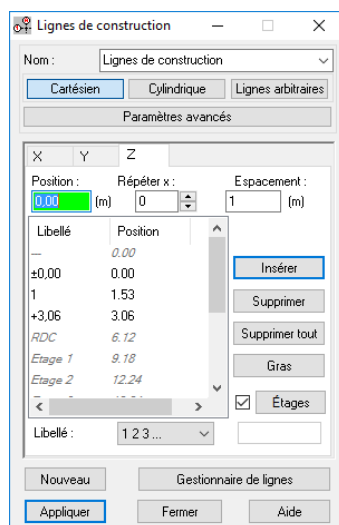 Lignes de construction
Nom : Lignes de construction
Cartésien Cylindrique Lignes arbitraires
Paramètres avancés
X Y Z
Position : Répéter x : Espacement :
0,00 (m) 0 1 (m)
Libellé Position
— 0.00
±0,00 0.00
1 1.53
+3,06 3.06
RDC 6.12
Etage 1 9.18
Etage 2 12.24
Insérer
Supprimer
Supprimer tout
Gras
Étages
Libellé : 1 2 3 ...
Nouveau Gestionnaire de lignes
Appliquer Fermer Aide